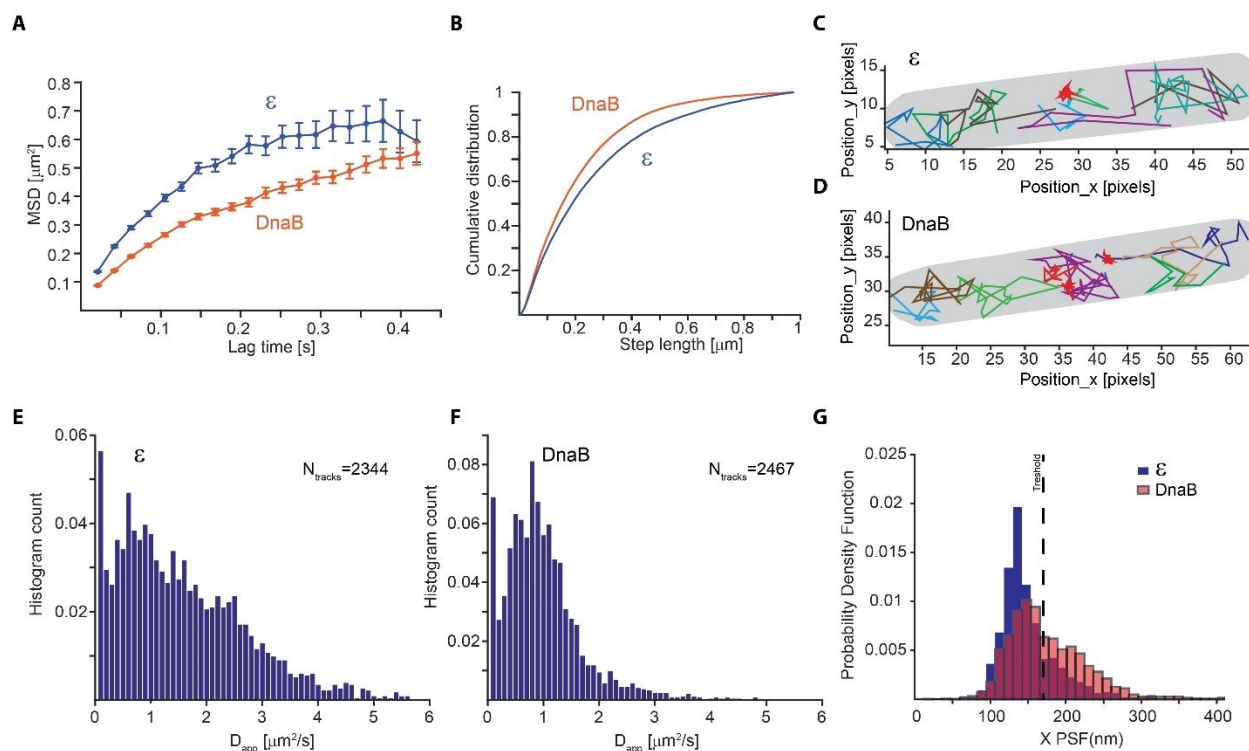 A
MSD [μm²]
0.7
0.6
0.5
0.4
0.3
0.2
0.1
ε
DnaB
0.1 0.2 0.3 0.4
Lag time [s]
B
Cumulative distribution
1
0.8
0.6
0.4
0.2
DnaB
ε
0.2 0.4 0.6 0.8 1
Step length [μm]
C
ε
Position_y [pixels]
15
10
5
5 10 15 20 25 30 35 40 45 50
Position_x [pixels]
D
DnaB
Position_y [pixels]
40
35
30
25
15 20 25 30 35 40 45 50 55 60
Position_x [pixels]
E
ε
Ntracks=2344
Histogram count
0.06
0.04
0.02
0 1 2 3 4 5 6
Dapp [μm²/s]
F
DnaB
Ntracks=2467
Histogram count
0.08
0.06
0.04
0.02
0 1 2 3 4 5 6
Dapp [μm²/s]
G
Treshold
ε
DnaB
Probability Density Function
0.025
0.02
0.015
0.01
0.005
0 100 200 300 400
X PSF(nm)